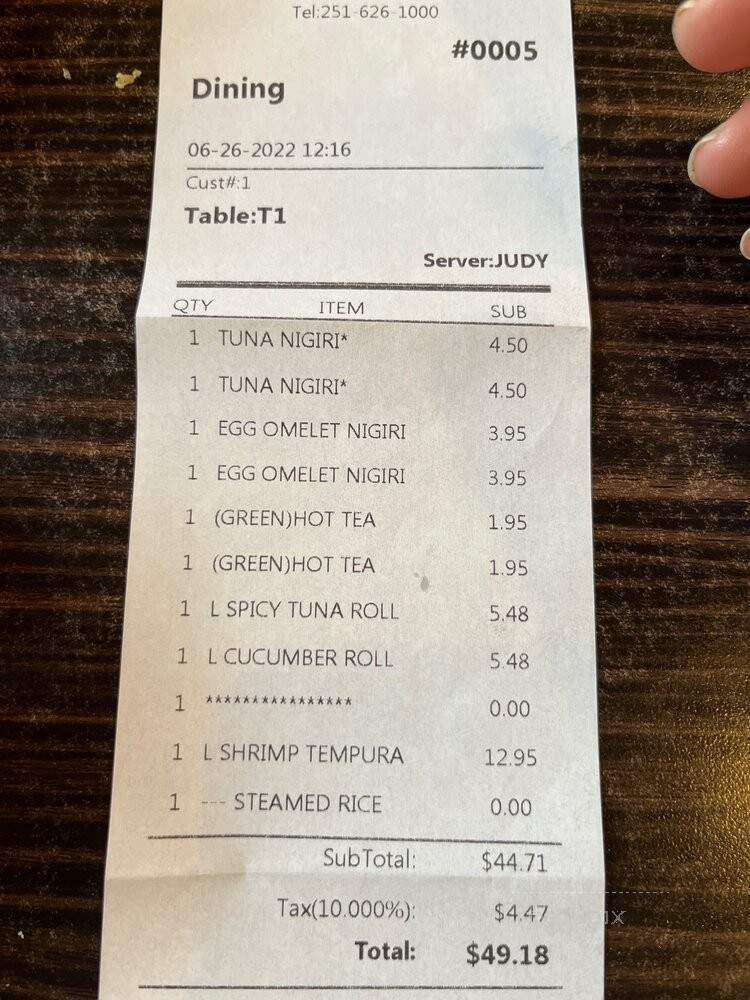 Tel:251-626-1000
#0005
Dining
06-26-2022 12:16
Cust#:1
Table:T1
Server:JUDY
QTY ITEM SUB
1 TUNA NIGIRI* 4.50
1 TUNA NIGIRI* 4.50
1 EGG OMELET NIGIRI 3.95
1 EGG OMELET NIGIRI 3.95
1 (GREEN)HOT TEA 1.95
1 (GREEN)HOT TEA 1.95
1 L SPICY TUNA ROLL 5.48
1 L CUCUMBER ROLL 5.48
1 **************** 0.00
1 L SHRIMP TEMPURA 12.95
1 --- STEAMED RICE 0.00
SubTotal: $44.71
Tax(10.000%): $4.47
Total: $49.18